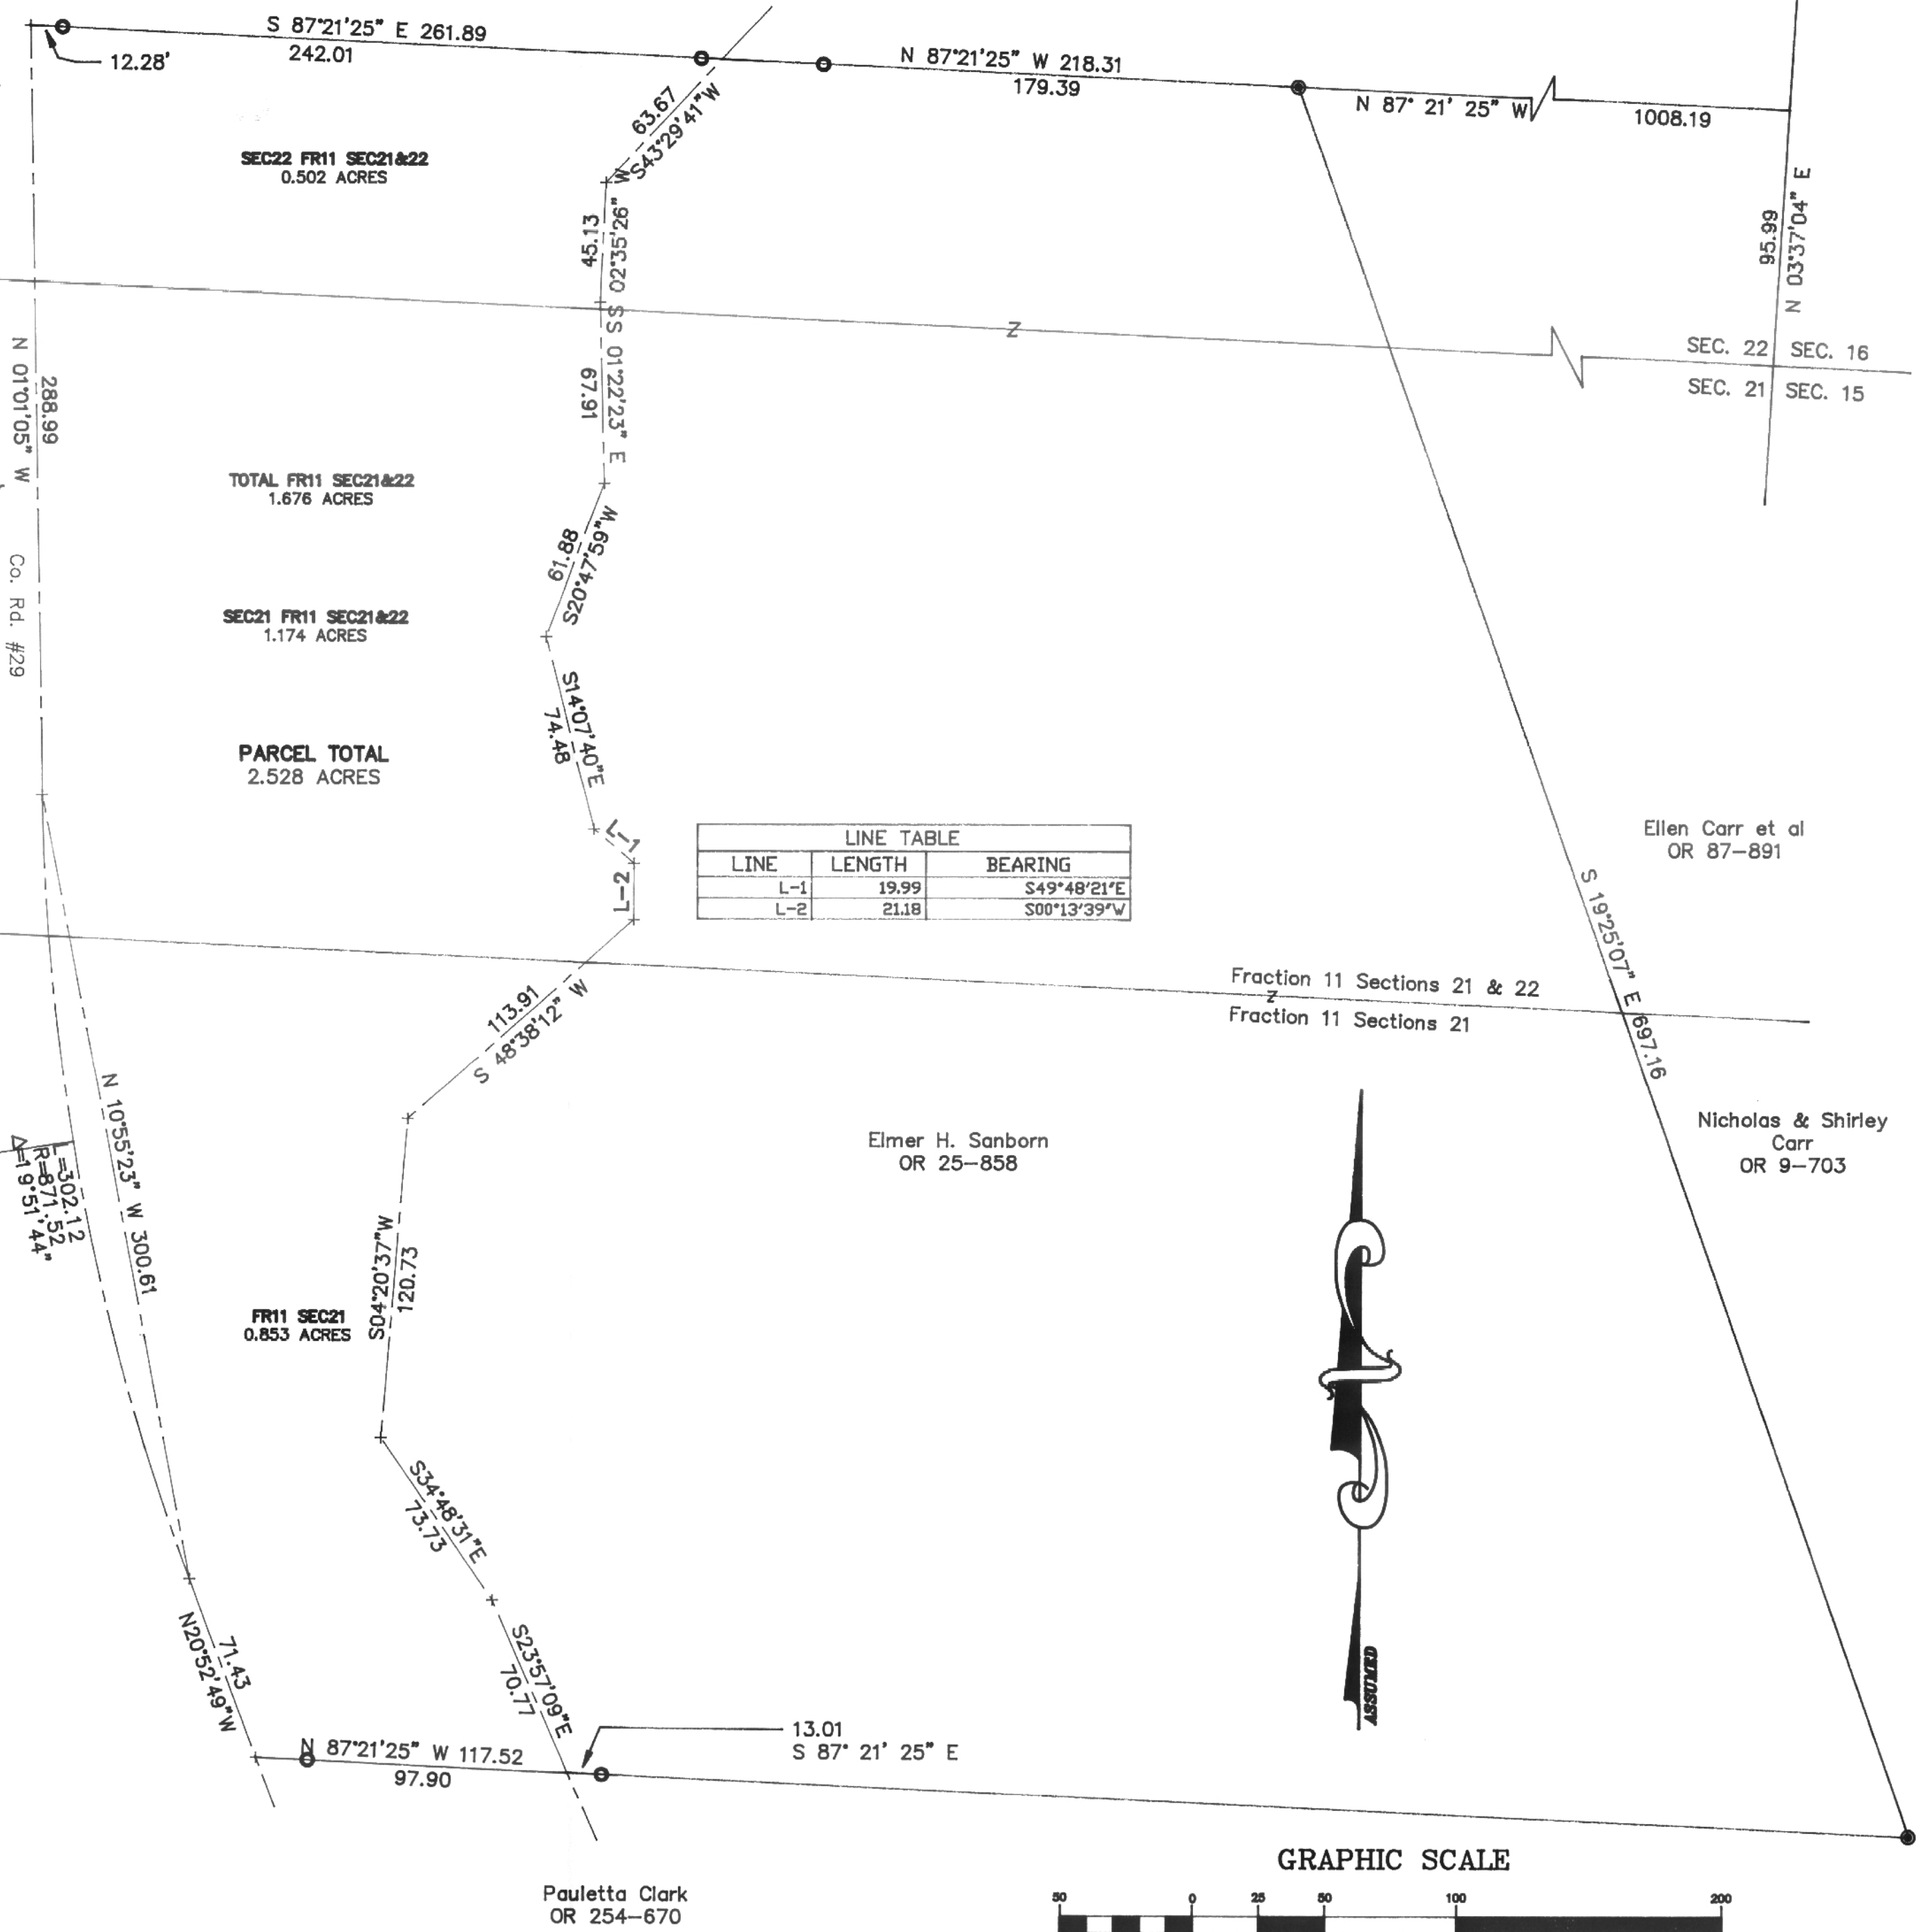 S 87°21'25" E 261.89
242.01
12.28'
N 87°21'25" W 218.31
179.39
N 87° 21' 25" W
1008.19
63.67
S43°29'41"W
SEC22 FR11 SEC21&22
0.502 ACRES
45.13
S 02°35'26" W
95.99
N 03°37'04" E
SEC. 22 SEC. 16
SEC. 21 SEC. 15
Z
67.61
S 01°22'23" E
288.99
N 01°01'05" W
Co. Rd. #29
TOTAL FR11 SEC21&22
1.676 ACRES
61.88
S20°47'59"W
SEC21 FR11 SEC21&22
1.174 ACRES
S14°07'40"E
74.48
PARCEL TOTAL
2.528 ACRES
L-1
L-2
LINE TABLE
LINE LENGTH BEARING
L-1 19.99 S49°48'21"E
L-2 21.18 S00°13'39"W
Ellen Carr et al
OR 87-891
S 19°25'07" E 697.16
Fraction 11 Sections 21 & 22
Z
Fraction 11 Sections 21
113.91
S 48°38'12" W
N 10°55'23" W 300.61
L=302.12
R=871.52
Δ=19°51'44"
Elmer H. Sanborn
OR 25-858
Nicholas & Shirley
Carr
OR 9-703
S04°20'37"W
120.73
FR11 SEC21
0.853 ACRES
S34°48'31"E
73.73
71.43
N20°52'49"W
S23°57'09"E
70.77
ASSUMED
N 87°21'25" W 117.52
97.90
13.01
S 87° 21' 25" E
Pauletta Clark
OR 254-670
GRAPHIC SCALE
50 0 25 50 100 200